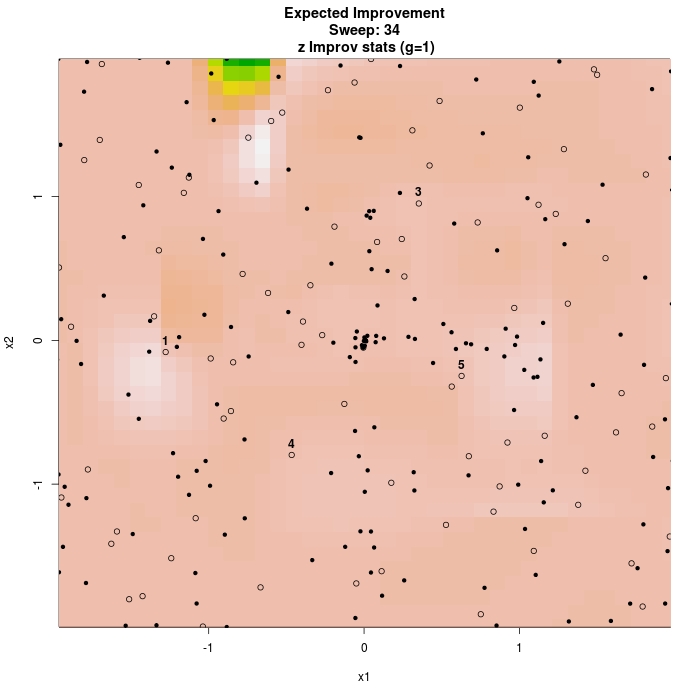 Expected Improvement
Sweep: 34
z Improv stats (g=1)
3
1
5
4
1
0
-1
x2
-1
0
1
x1